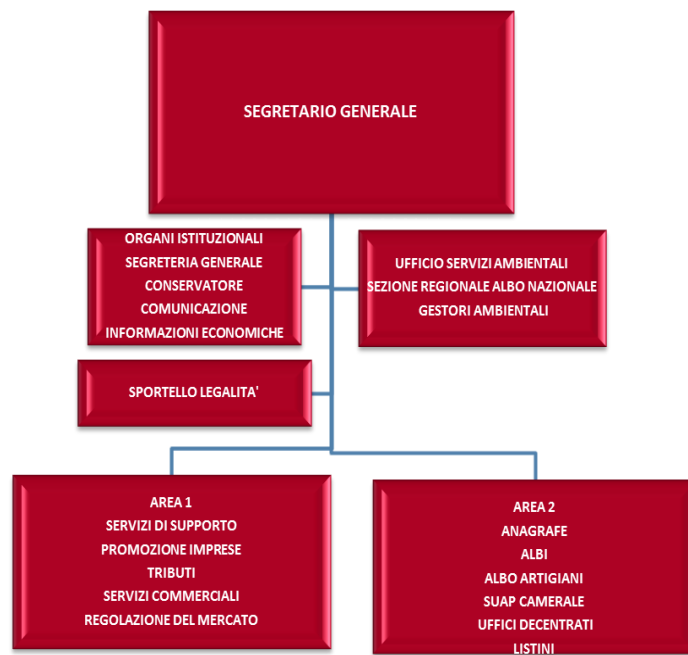 SEGRETARIO GENERALE
ORGANI ISTITUZIONALI
SEGRETERIA GENERALE
CONSERVATORE
COMUNICAZIONE
INFORMAZIONI ECONOMICHE
UFFICIO SERVIZI AMBIENTALI
SEZIONE REGIONALE ALBO NAZIONALE
GESTORI AMBIENTALI
SPORTELLO LEGALITA'
AREA 1
SERVIZI DI SUPPORTO
PROMOZIONE IMPRESE
TRIBUTI
SERVIZI COMMERCIALI
REGOLAZIONE DEL MERCATO
AREA 2
ANAGRAFE
ALBI
ALBO ARTIGIANI
SUAP CAMERALE
UFFICI DECENTRATI
LISTINI